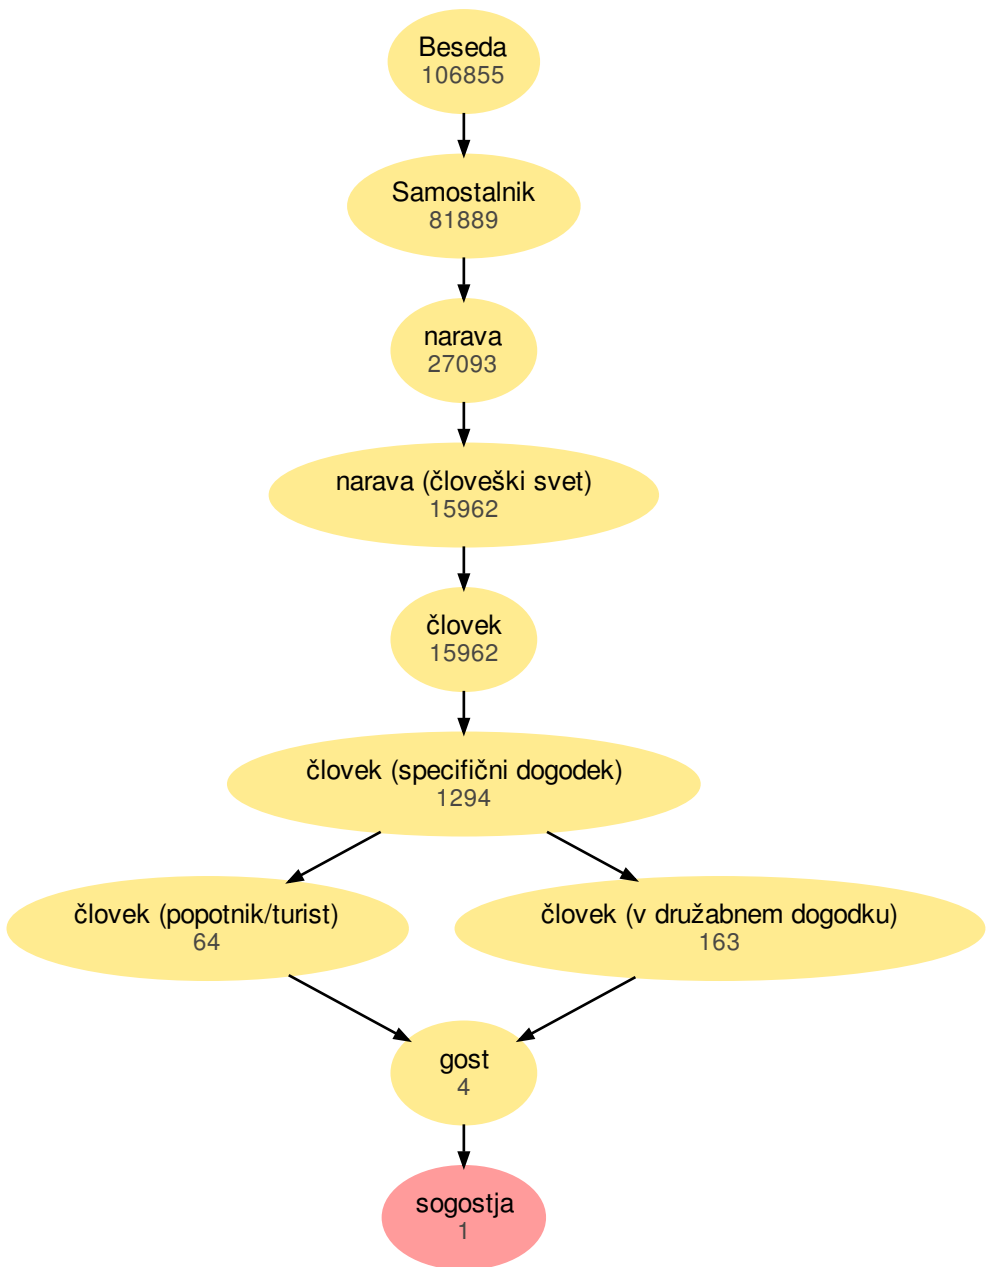 Beseda
106855
Samostalnik
81889
narava
27093
narava (človeški svet)
15962
človek
15962
človek (specifični dogodek)
1294
človek (popotnik/turist)
64
človek (v družabnem dogodku)
163
gost
4
sogostja
1